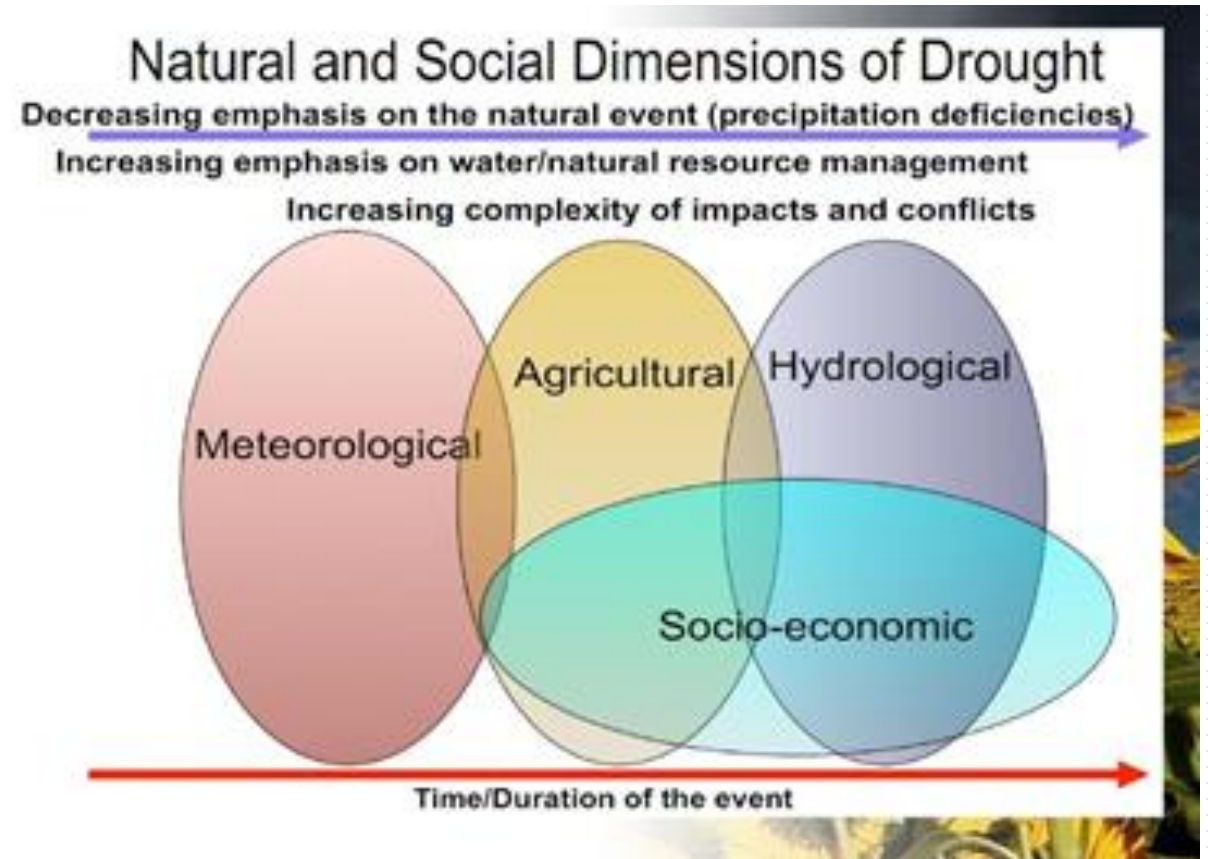 Natural and Social Dimensions of Drought
Decreasing emphasis on the natural event (precipitation deficiencies)
Increasing emphasis on water/natural resource management
Increasing complexity of impacts and conflicts
Agricultural
Hydrological
Meteorological
Socio-economic
Time/Duration of the event